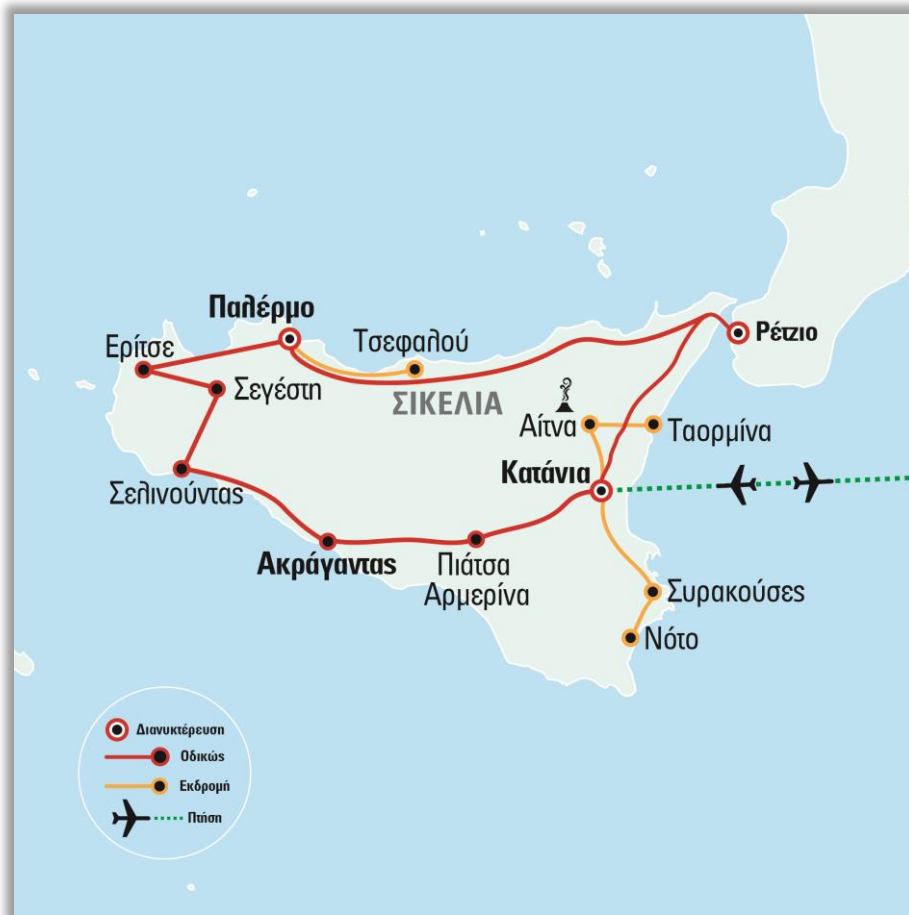 Παλέρμο
Ερίτσε
Τσεφαλού
Ρέτζιο
Σεγέστη
ΣΙΚΕΛΙΑ
Αίτνα
Ταορμίνα
Κατάνια
Σελινούντας
Ακράγαντας
Πιάτσα
Αρμερίνα
Συρακούσες
Νότο
Διανυκτέρευση
Οδικώς
Εκδρομή
Πτήση